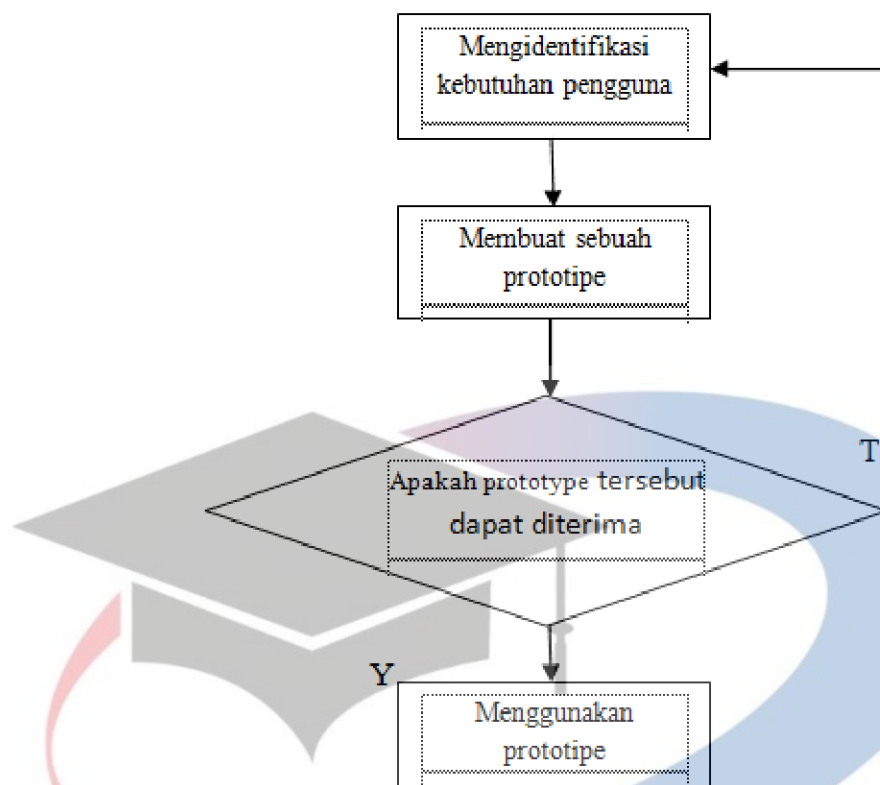 Mengidentifikasi
kebutuhan pengguna
Membuat sebuah
prototipe
T
Apakah prototype tersebut
dapat diterima
Y
Menggunakan
prototipe